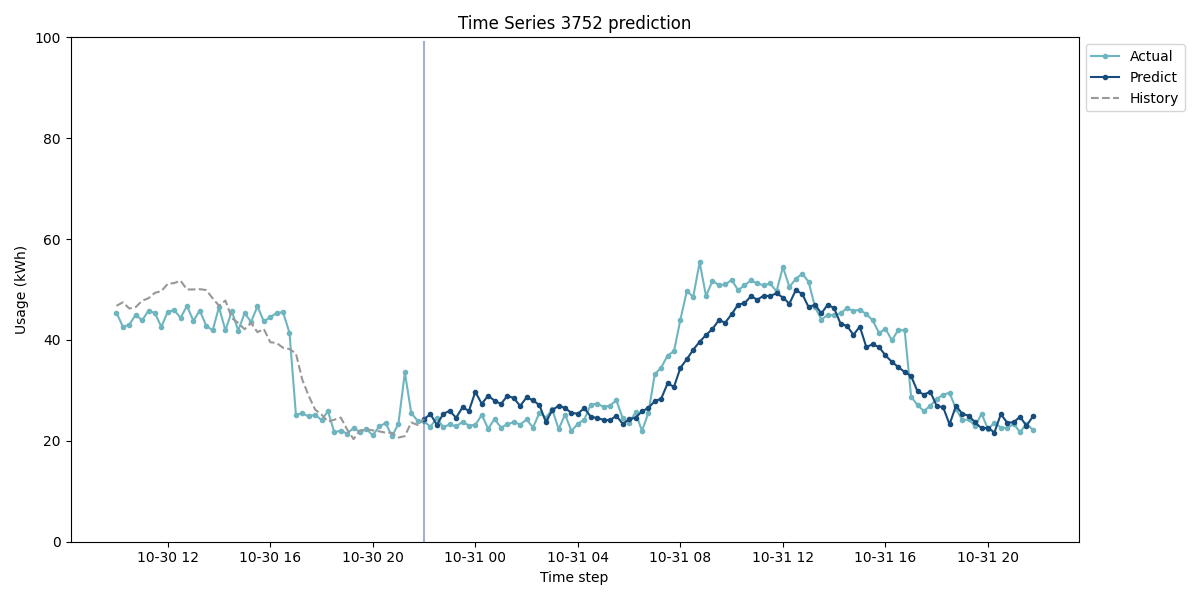 Time Series 3752 prediction
Actual
Predict
History
Usage (kWh)
100
80
60
40
20
0
10-30 12
10-30 16
10-30 20
10-31 00
10-31 04
10-31 08
10-31 12
10-31 16
10-31 20
Time step